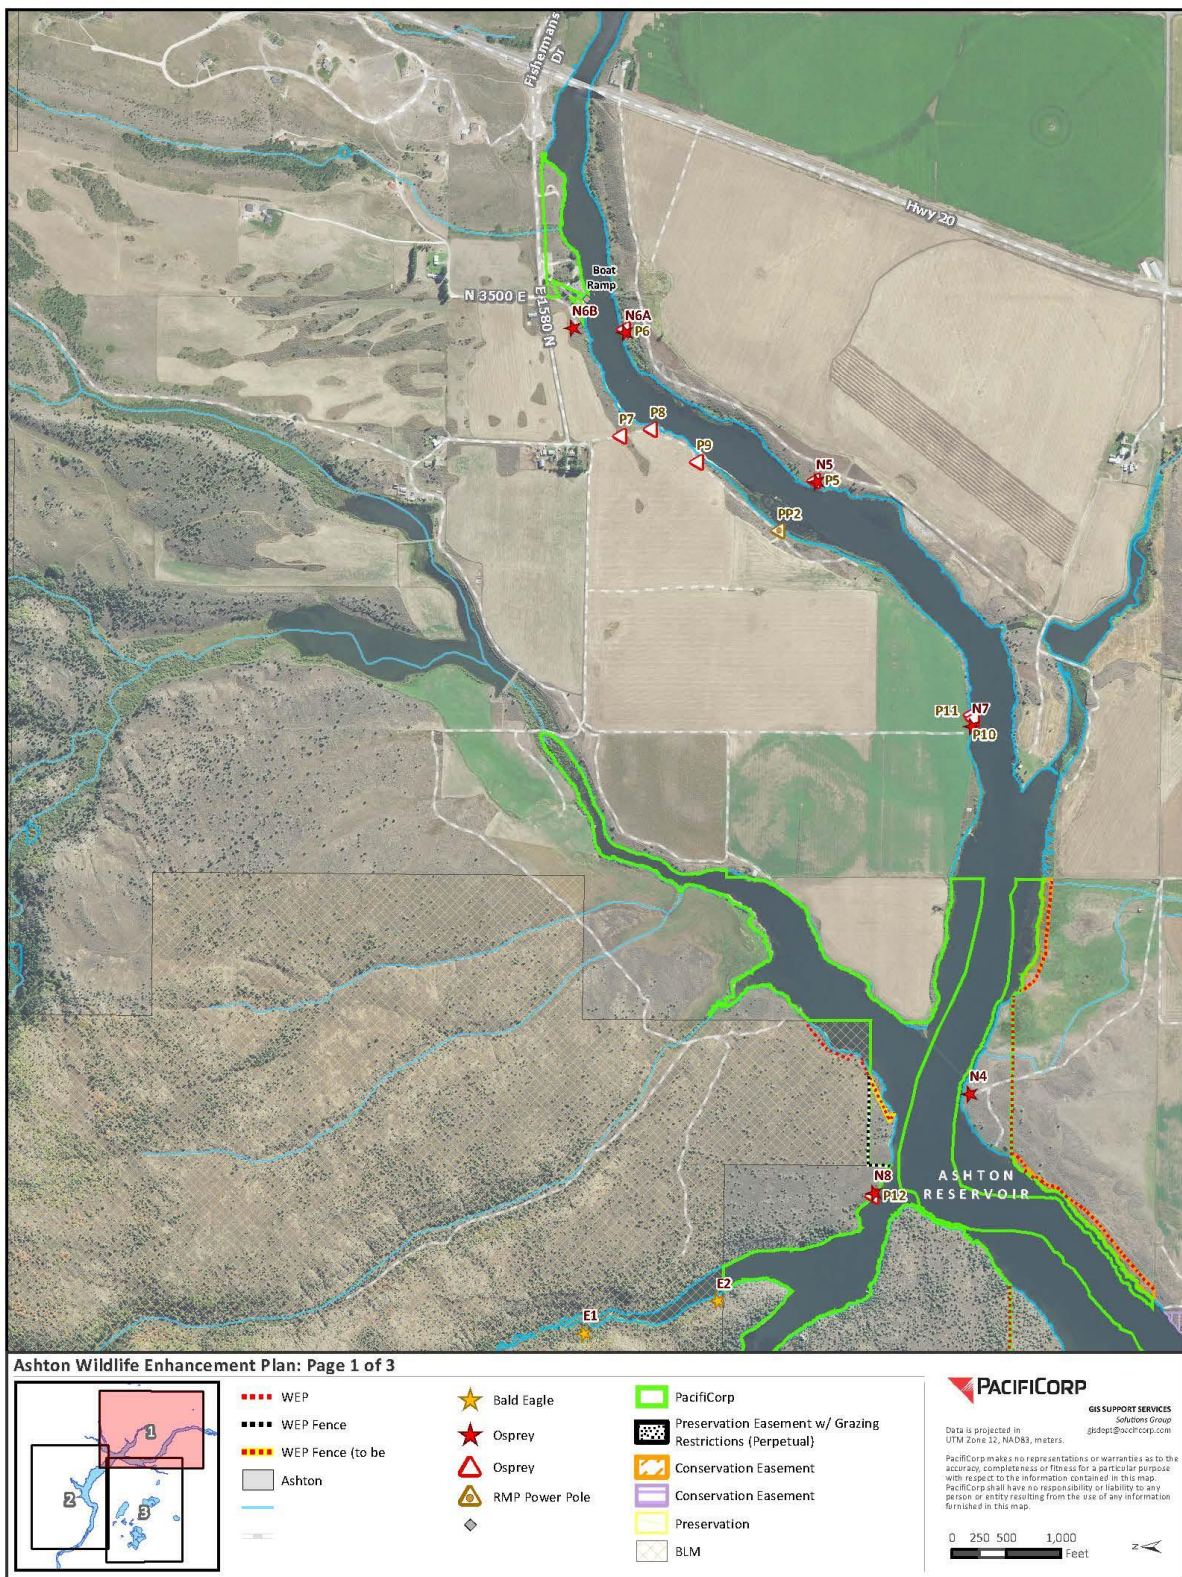 Fishermans
Dr
Hwy 20
Boat
Ramp
N 3500 E
E 1580 N
N6B
N6A
P6
P7
P8
P9
N5
P5
PP2
P11
N7
P10
N4
ASHTON
RESERVOIR
N8
P12
E2
E1
Ashton Wildlife Enhancement Plan: Page 1 of 3
1
2
3
WEP
WEP Fence
WEP Fence (to be
Ashton
Bald Eagle
Osprey
Osprey
RMP Power Pole
PacifiCorp
Preservation Easement w/ Grazing
Restrictions (Perpetual)
Conservation Easement
Conservation Easement
Preservation
BLM
PACIFICORP
GIS SUPPORT SERVICES
Solutions Group
gisdept@pacificorp.com
Data is projected in
UTM Zone 12, NAD83, meters.
PacifiCorp makes no representations or warranties as to the
accuracy, completeness or fitness for a particular purpose
with respect to the information contained in this map.
PacifiCorp shall have no responsibility or liability to any
person or entity resulting from the use of any information
furnished in this map.
0 250 500 1,000
Feet
Z